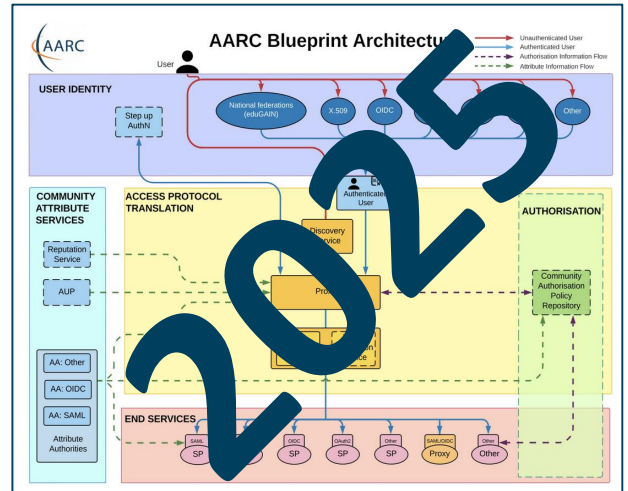 AARC
AARC Blueprint Architectu
Unauthenticated User
Authenticated User
Authorisation Information Flow
Attribute Information Flow
User
USER IDENTITY
Step up
AuthN
National federations
(eduGAIN)
X.509
OIDC
Other
Authenticated
User
COMMUNITY
ATTRIBUTE
SERVICES
ACCESS PROTOCOL
TRANSLATION
AUTHORISATION
Discovery
Service
Reputation
Service
AUP
Pro
Community
Authorisation
Policy
Repository
AA: Other
AA: OIDC
AA: SAML
Attribute
Authorities
END SERVICES
SAML
SP
OIDC
SP
OAuth2
SP
Other
SP
SAML/OIDC
Proxy
Other
Other
2025